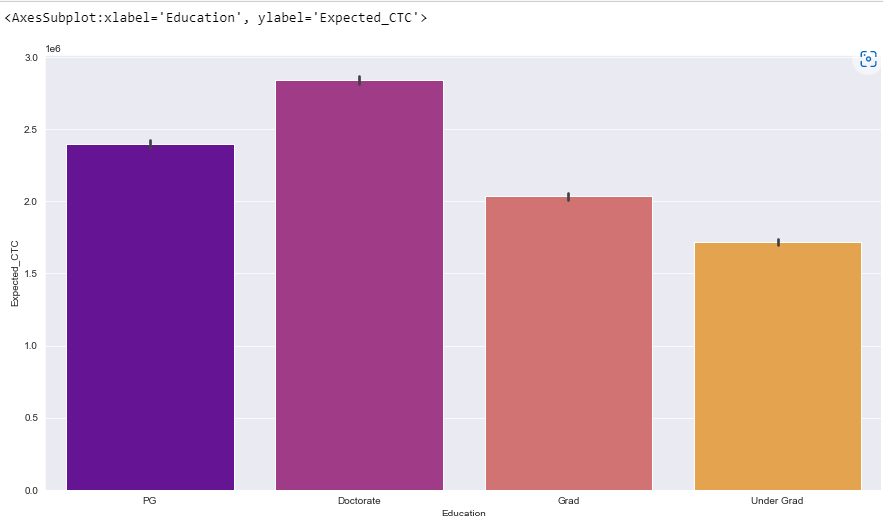 <AxesSubplot:xlabel='Education', ylabel='Expected_CTC'>
1e6
3.0
2.5
2.0
1.5
1.0
0.5
0.0
Expected_CTC
PG Doctorate Grad Under Grad
Education